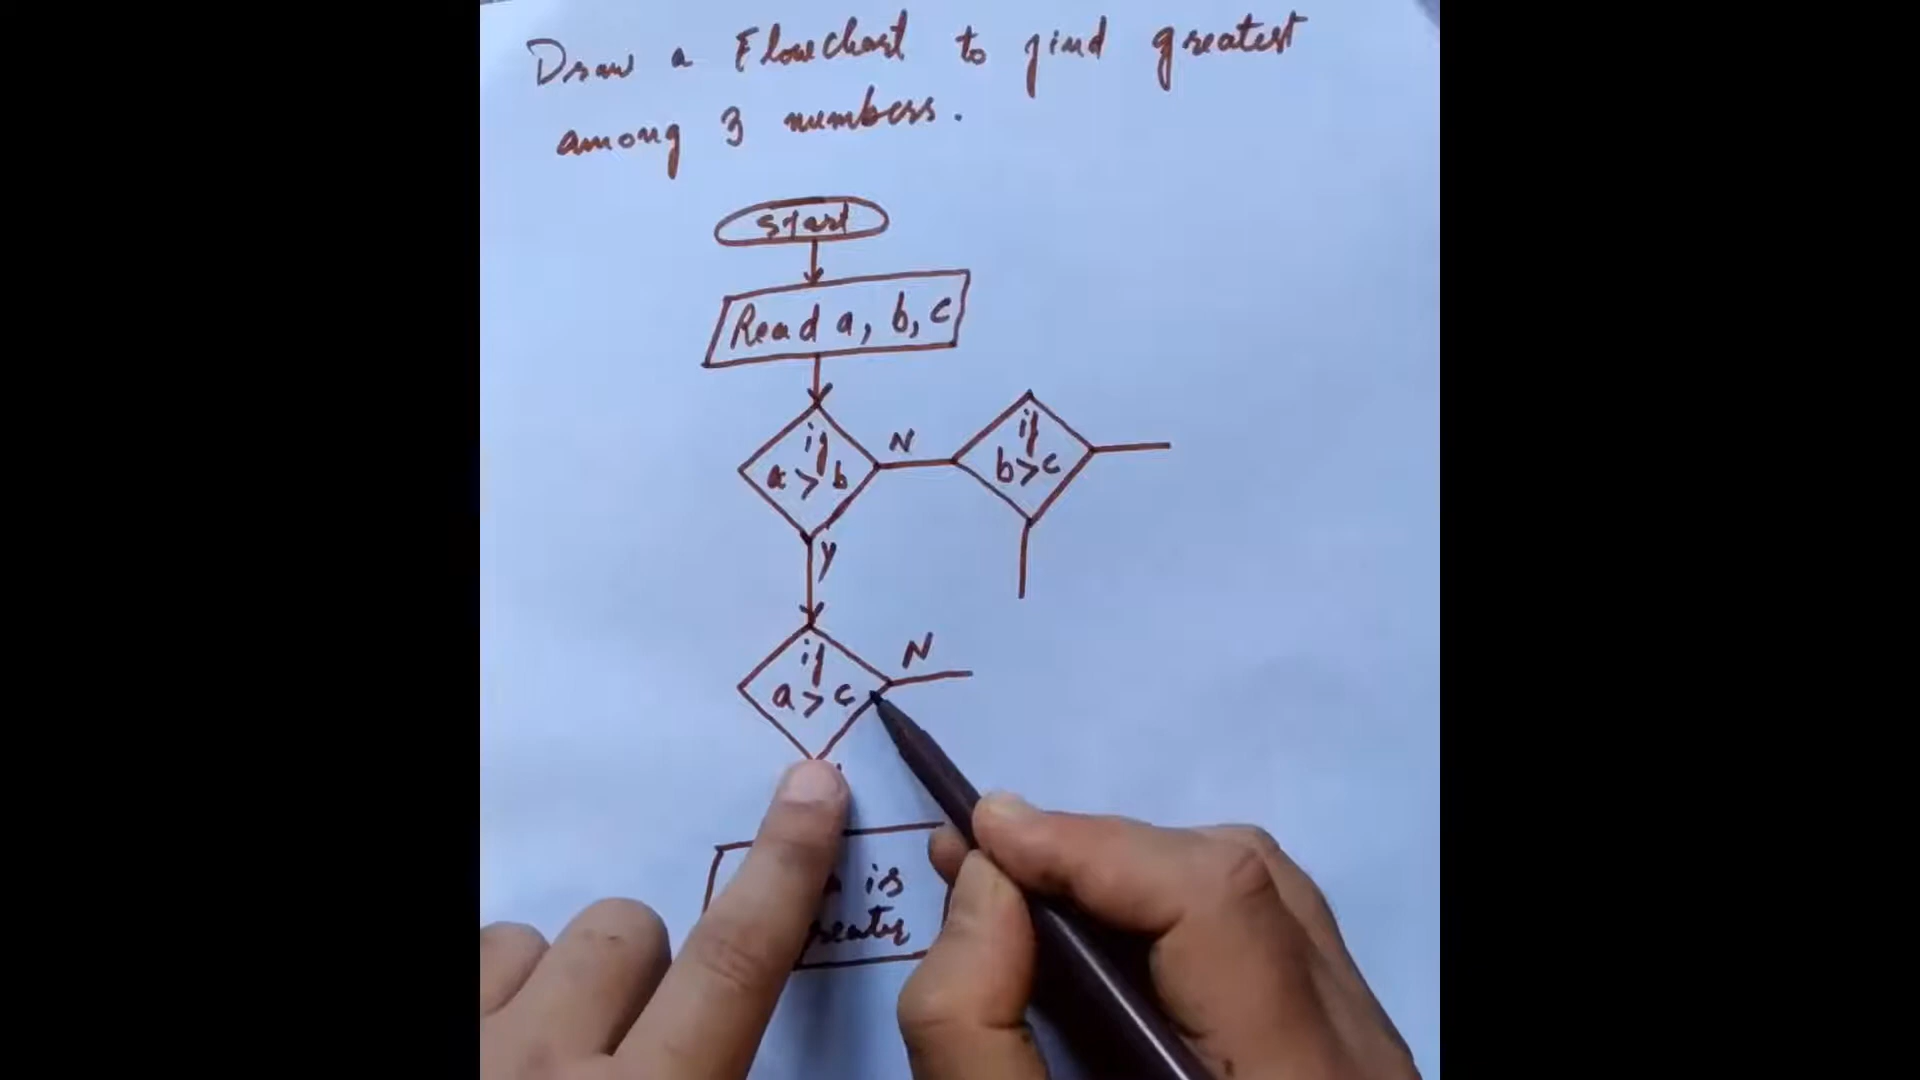 Draw a Flowchart to find greatest
among 3 numbers.
start
Read a, b, c
if
a > b
N
if
b>c
Y
if
a > c
N
is